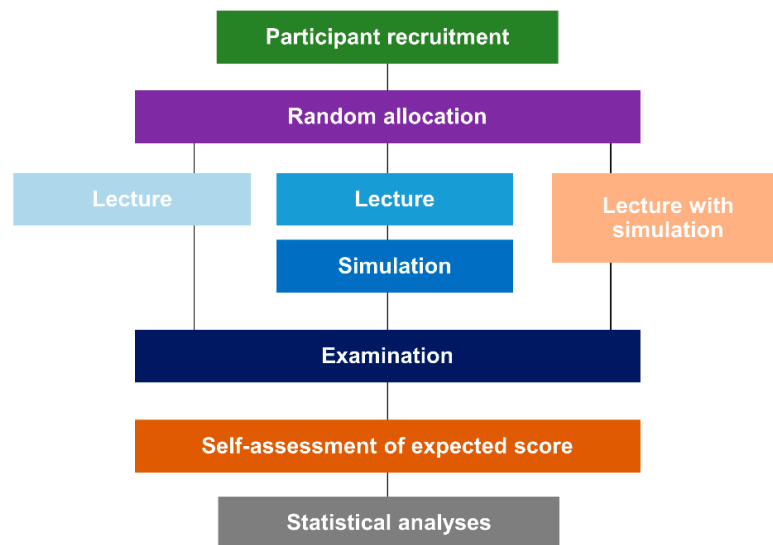 Participant recruitment
Random allocation
Lecture
Lecture
Lecture with
simulation
Simulation
Examination
Self-assessment of expected score
Statistical analyses